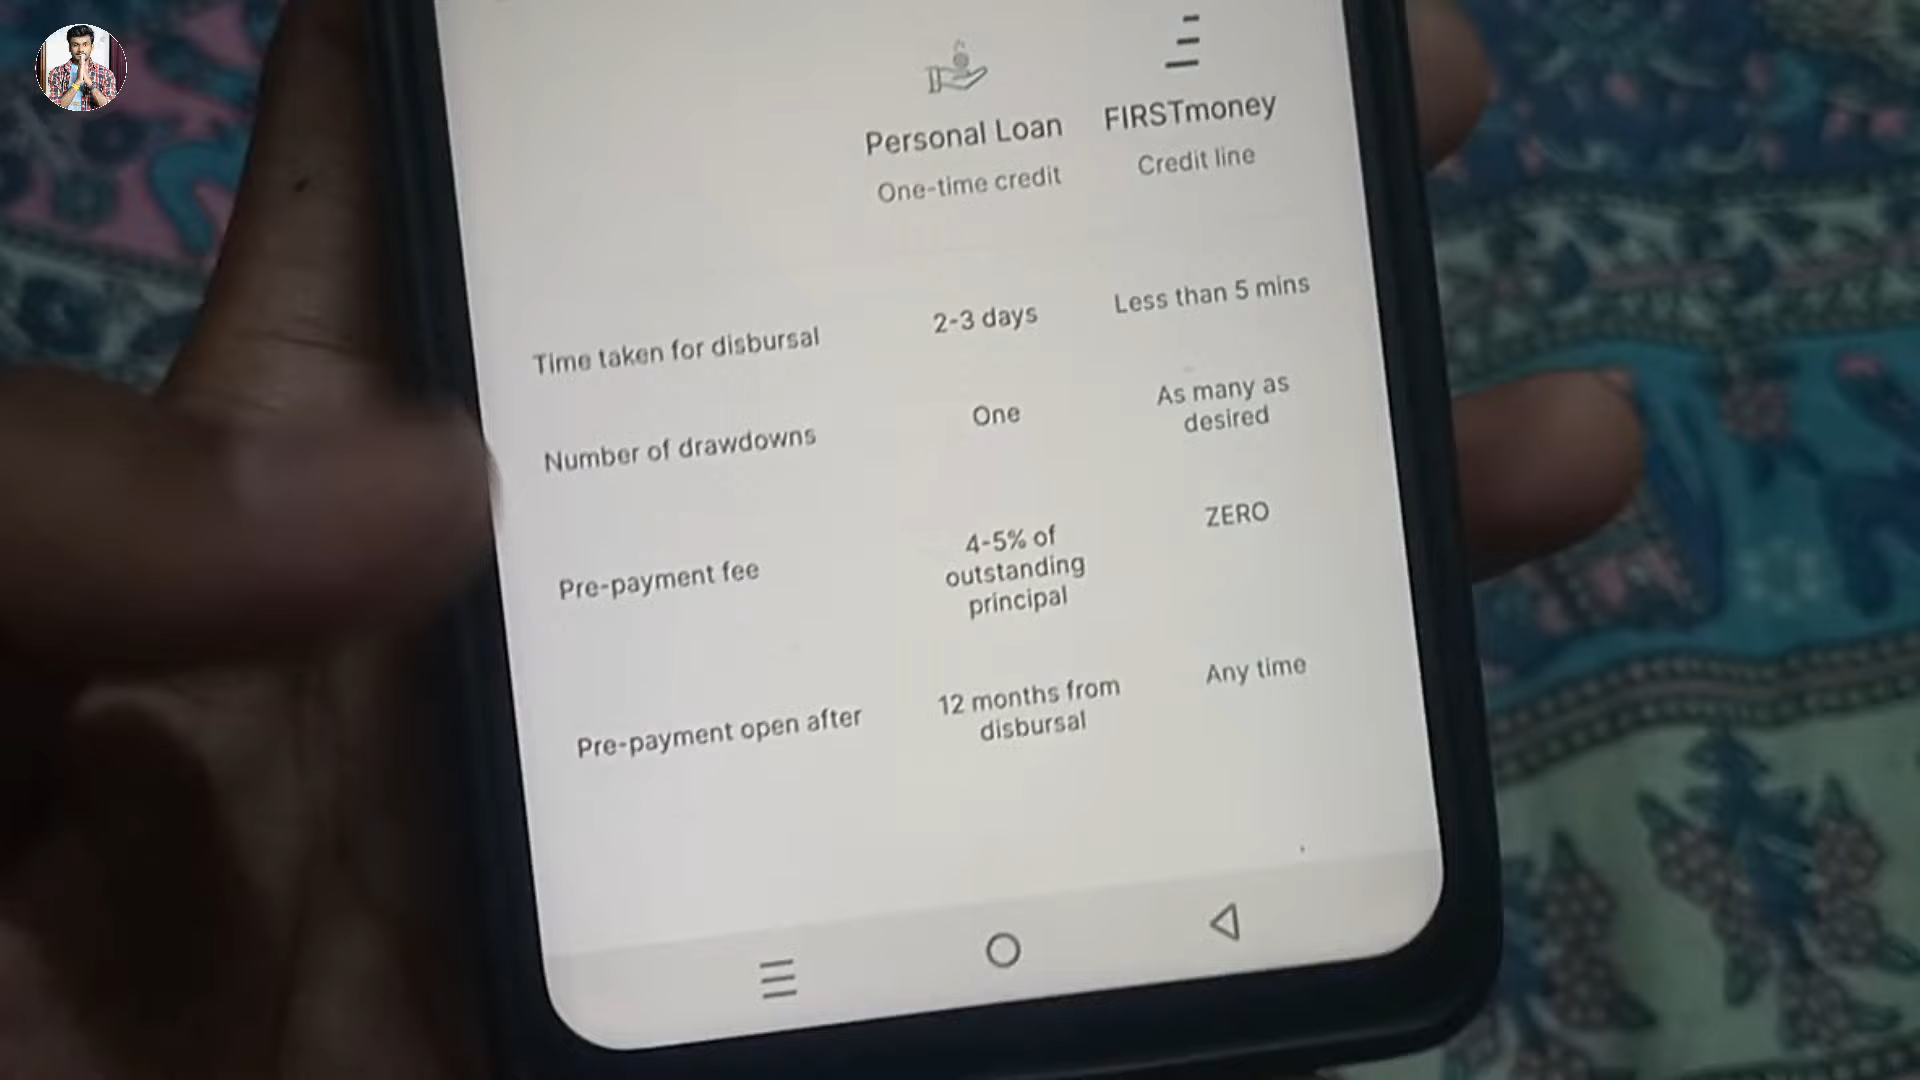 Personal Loan
FIRSTmoney
One-time credit
Credit line
Time taken for disbursal
2-3 days
Less than 5 mins
Number of drawdowns
One
As many as
desired
Pre-payment fee
4-5% of
outstanding
principal
ZERO
Pre-payment open after
12 months from
disbursal
Any time